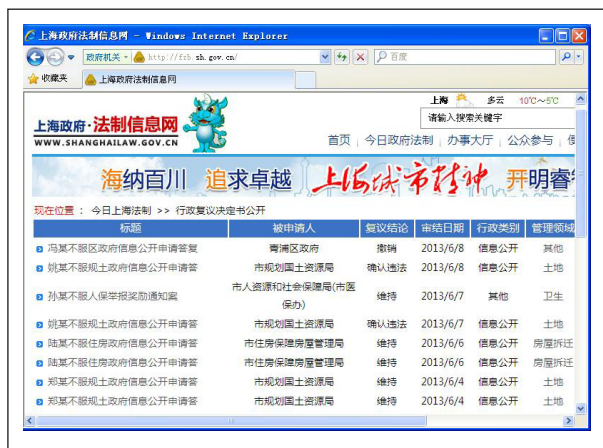 上海政府法制信息网 - Windows Internet Explorer
政府机关 http://fzb.sh.gov.cn/ 百度
收藏夹 上海政府法制信息网
上海 多云 10℃~5℃
请输入搜索关键字
上海政府·法制信息网
WWW.SHANGHAILAW.GOV.CN
首页 今日政府法制 办事大厅 公众参与
海纳百川 追求卓越 上海城市精神 开明睿
现在位置： 今日上海法制 >> 行政复议决定书公开
标题 被申请人 复议结论 审结日期 行政类别 管理领域
冯某不服区政府信息公开申请答复 青浦区政府 撤销 2013/6/8 信息公开 其他
姚某不服规土政府信息公开申请答 市规划国土资源局 确认违法 2013/6/8 信息公开 土地
孙某不服人保举报奖励通知案 市人资源和社会保障局(市医保办) 维持 2013/6/7 其他 卫生
姚某不服规土政府信息公开申请答 市规划国土资源局 确认违法 2013/6/7 信息公开 土地
陆某不服住房政府信息公开申请答 市住房保障房屋管理局 维持 2013/6/6 信息公开 房屋拆迁
陆某不服住房政府信息公开申请答 市住房保障房屋管理局 维持 2013/6/6 信息公开 房屋拆迁
郑某不服规土政府信息公开申请答 市规划国土资源局 维持 2013/6/4 信息公开 土地
郑某不服规土政府信息公开申请答 市规划国土资源局 维持 2013/6/4 信息公开 土地